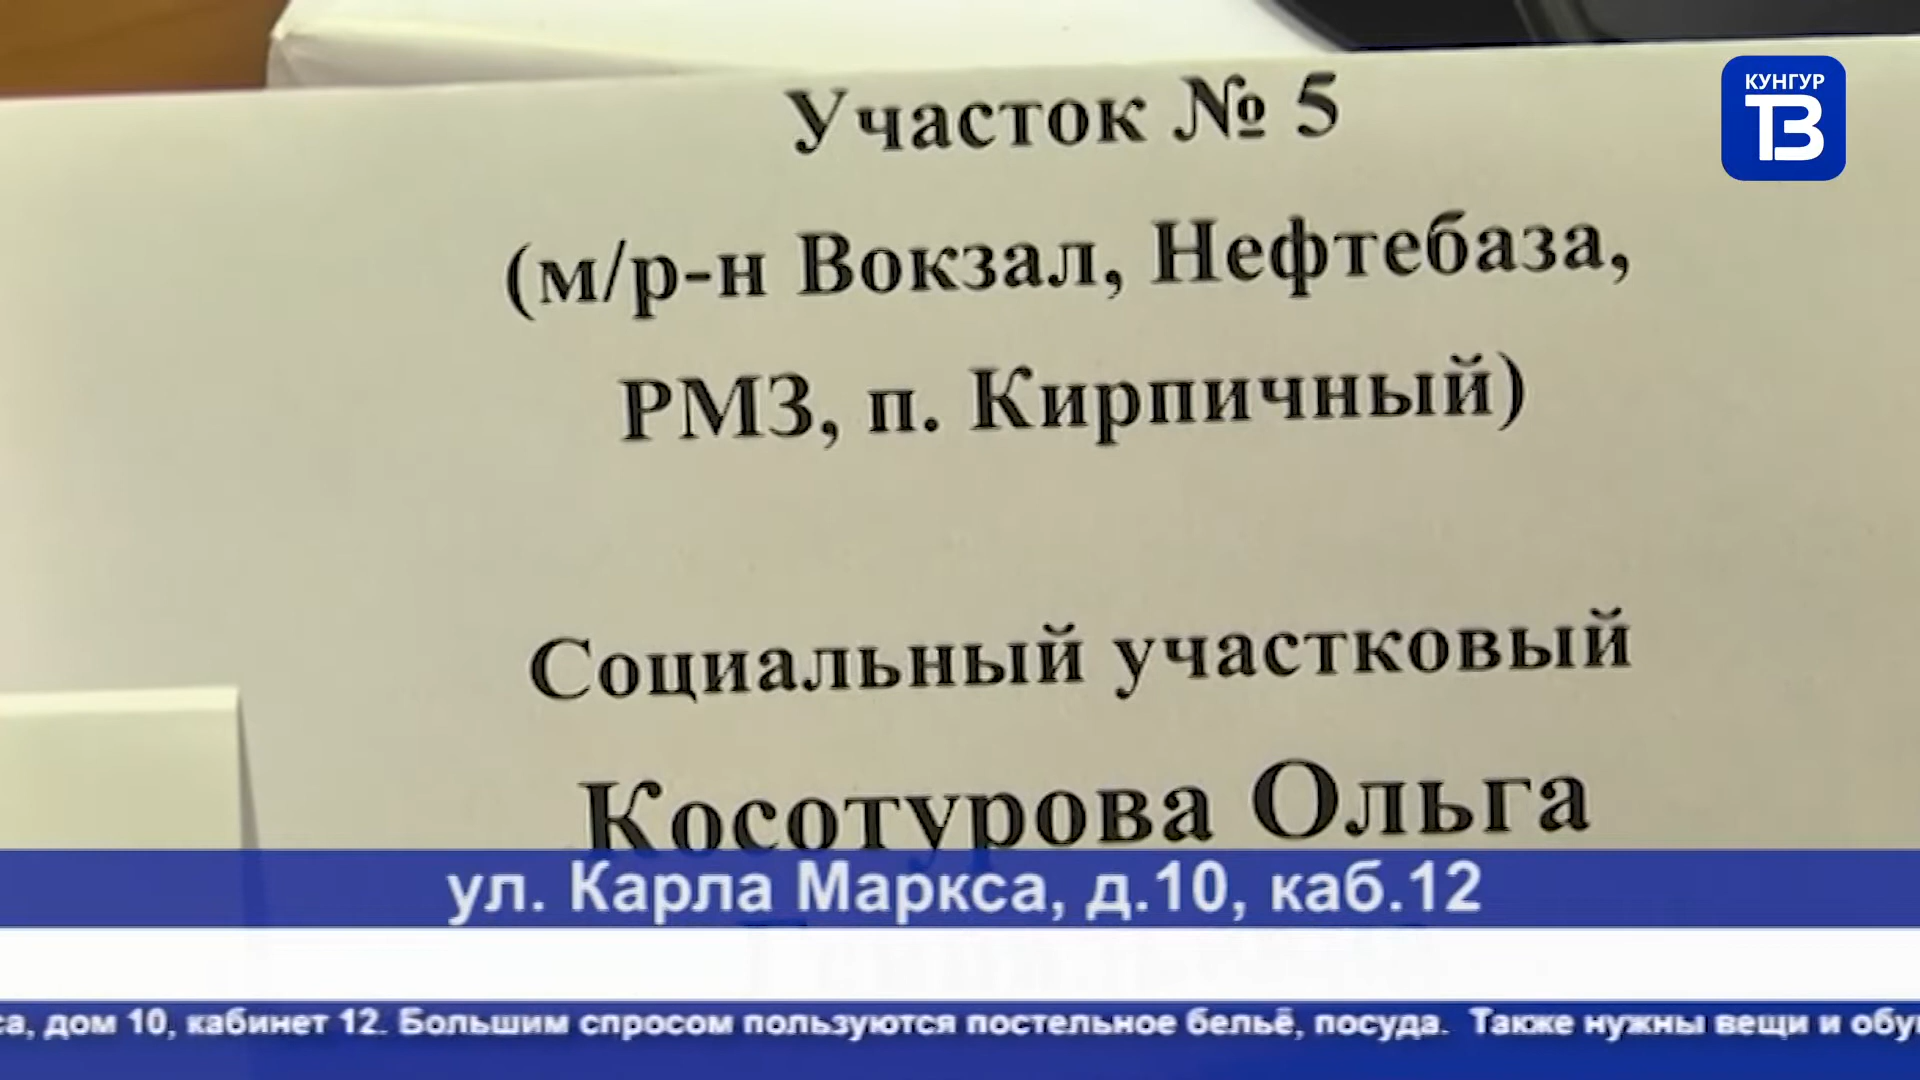 КУНГУР
ТВ
Участок № 5
(м/р-н Вокзал, Нефтебаза,
РМЗ, п. Кирпичный)
Социальный участковый
Косотурова Ольга
ул. Карла Маркса, д.10, каб.12
дом 10, кабинет 12. Большим спросом пользуются постельное бельё, посуда. Также нужны вещи и